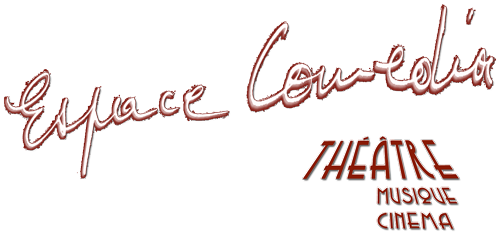 Espace Comedia
THÉÂTRE
MUSIQUE
CINEMA